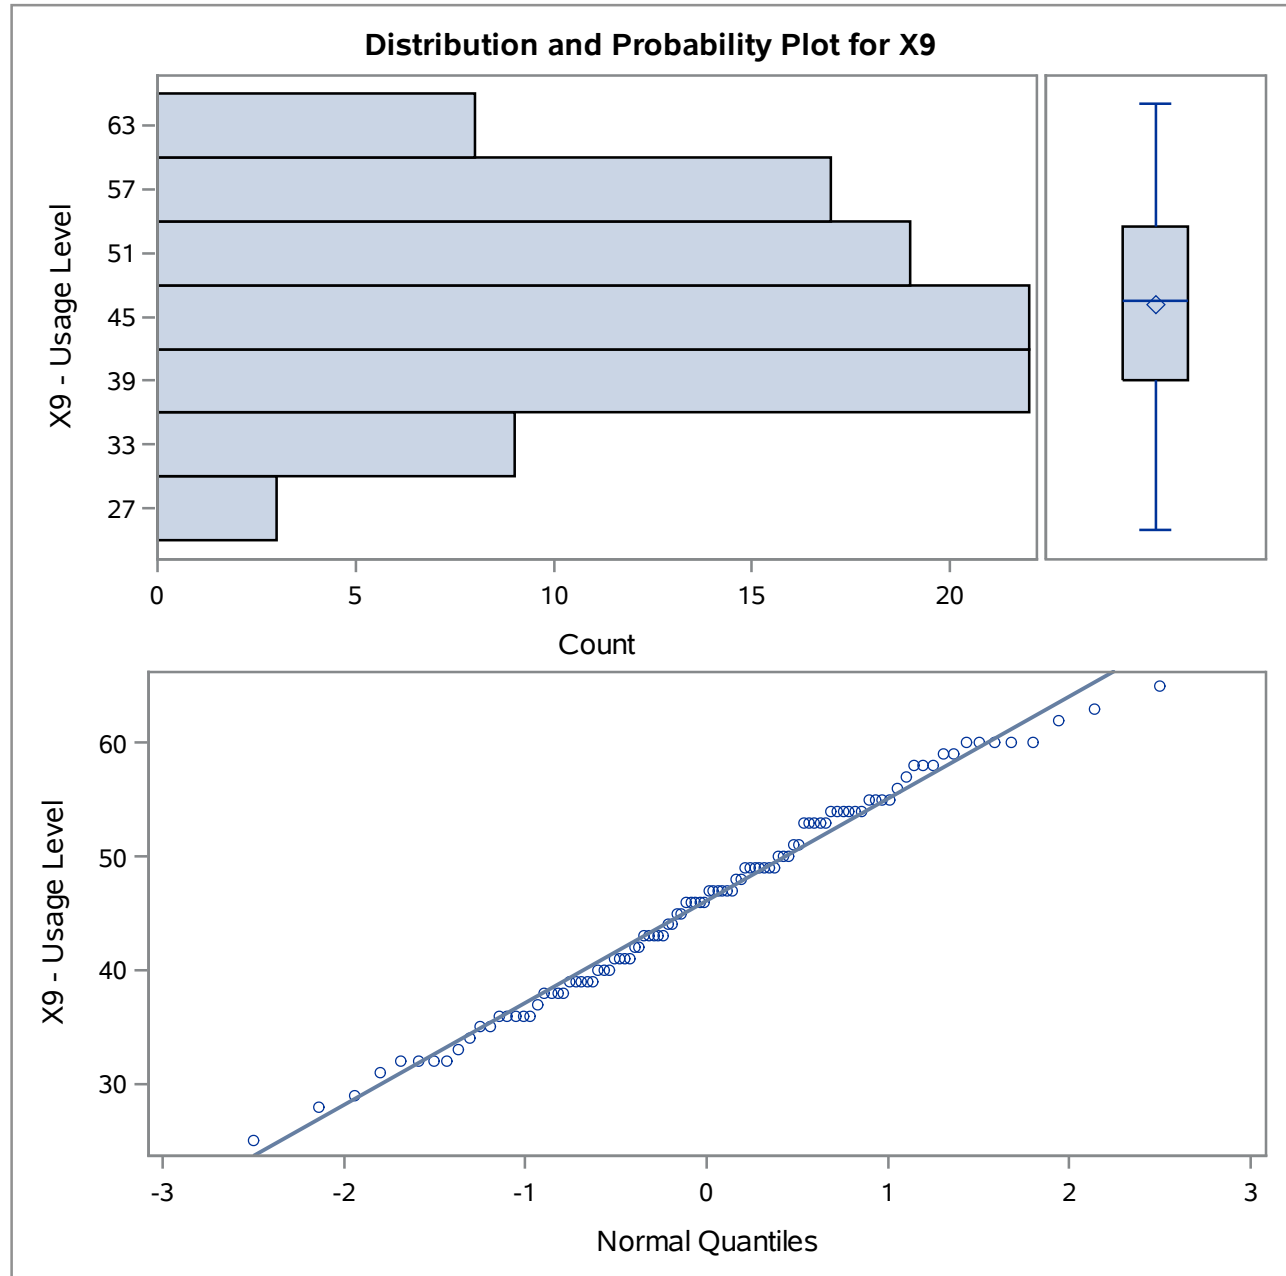 Distribution and Probability Plot for X9
X9 - Usage Level
63
57
51
45
39
33
27
0 5 10 15 20
Count
X9 - Usage Level
60
50
40
30
-3 -2 -1 0 1 2 3
Normal Quantiles